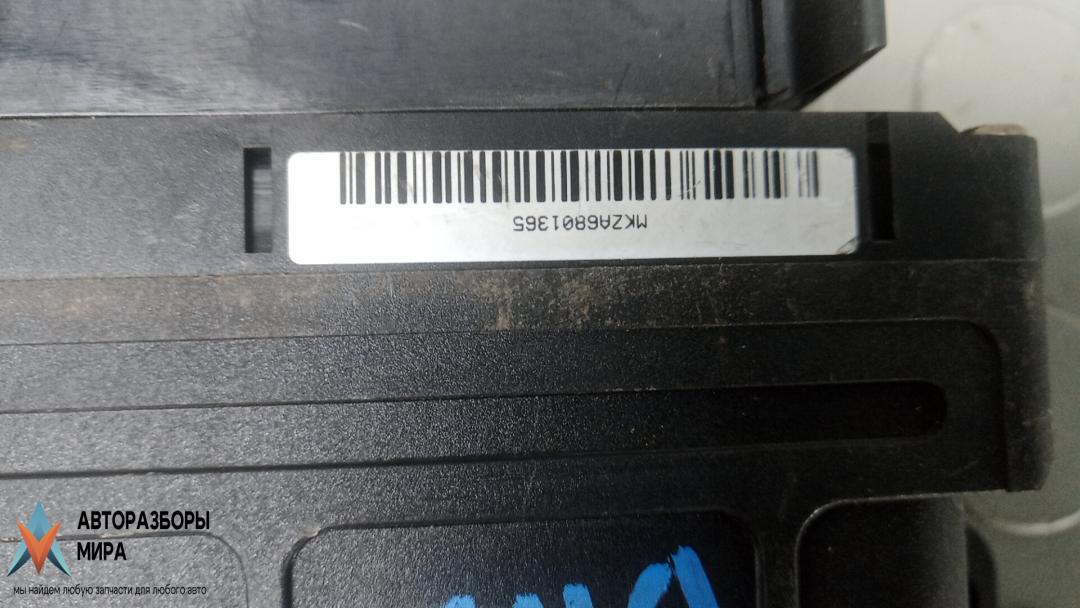 MKZA6801365
АВТОРАЗБОРЫ
МИРА
мы найдем любую запчасти для любого авто